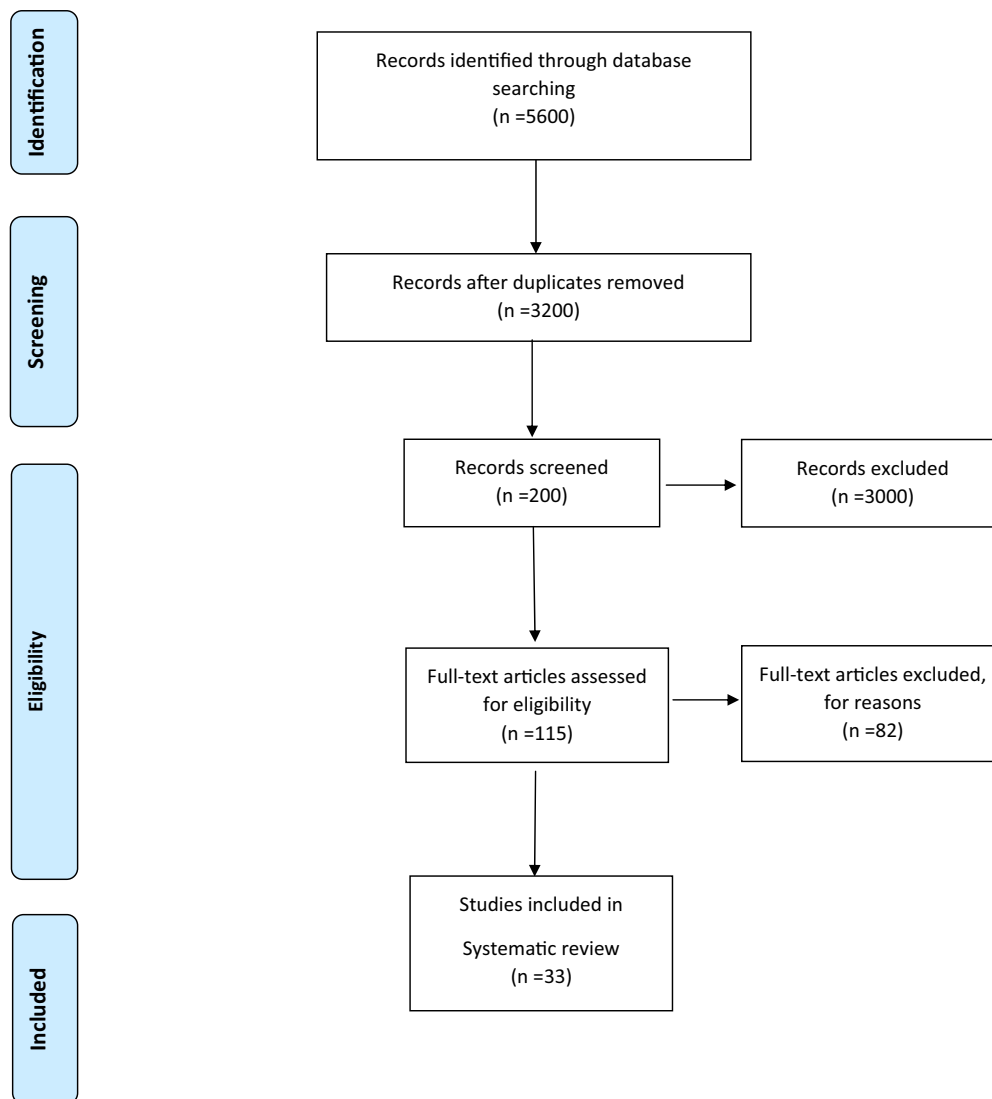 Identification
Records identified through database
searching
(n =5600)
Screening
Records after duplicates removed
(n =3200)
Eligibility
Records screened
(n =200)
Records excluded
(n =3000)
Full-text articles assessed
for eligibility
(n =115)
Full-text articles excluded,
for reasons
(n =82)
Included
Studies included in
Systematic review
(n =33)